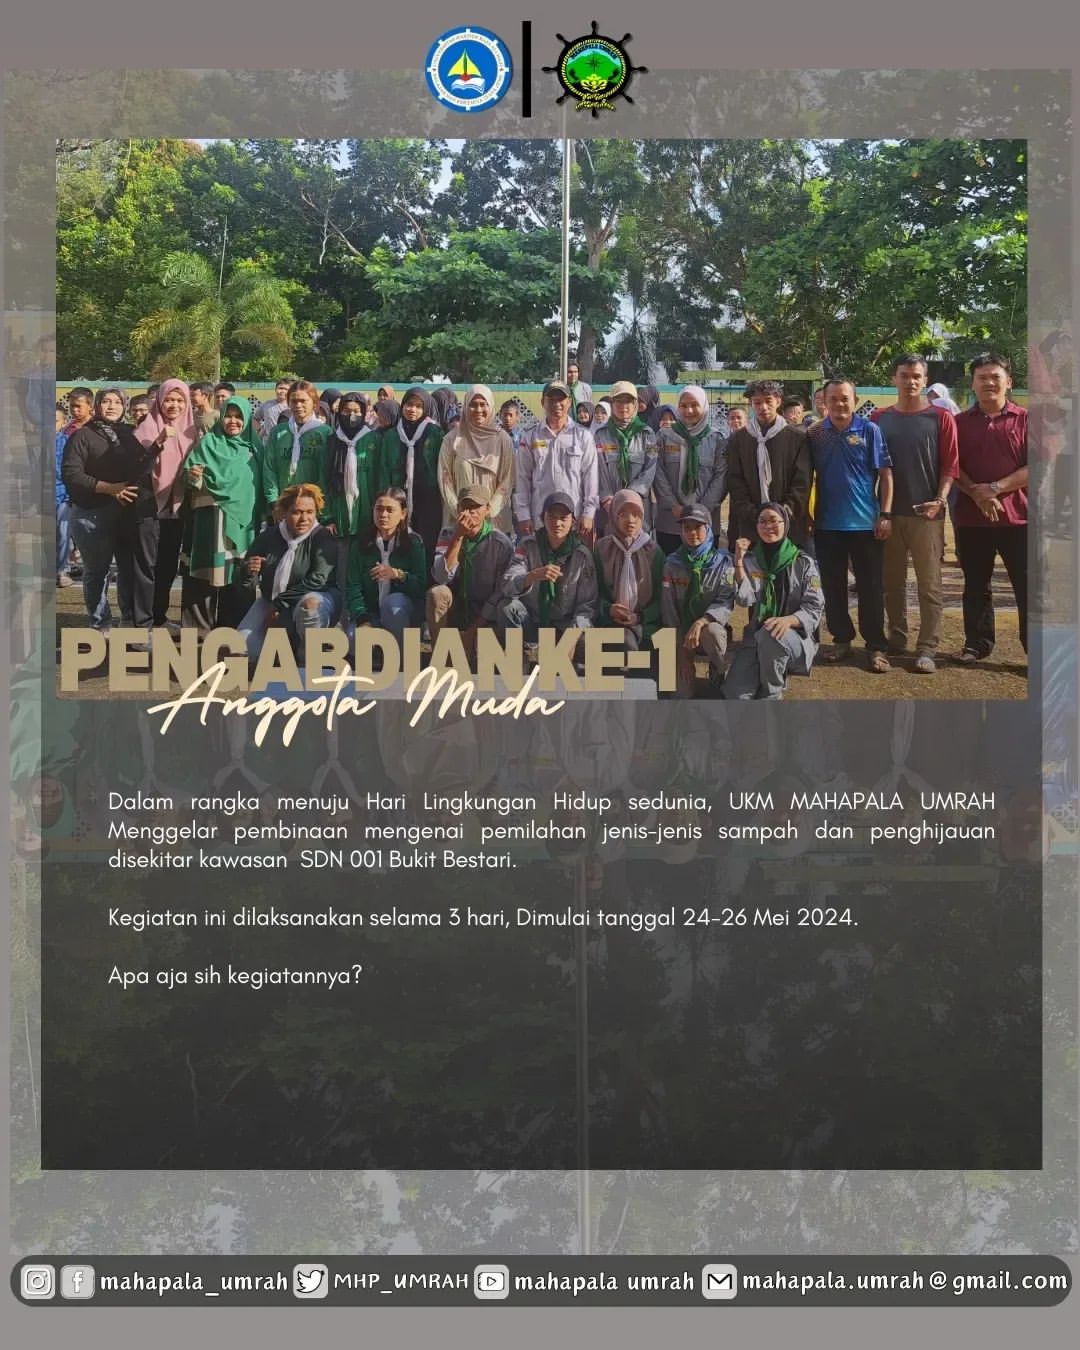 PENGABDIAN KE-1
Anggota Muda
Dalam rangka menuju Hari Lingkungan Hidup sedunia, UKM MAHAPALA UMRAH
Menggelar pembinaan mengenai pemilahan jenis-jenis sampah dan penghijauan
disekitar kawasan SDN 001 Bukit Bestari.
Kegiatan ini dilaksanakan selama 3 hari, Dimulai tanggal 24-26 Mei 2024.
Apa aja sih kegiatannya?
mahapala_umrah MHP_UMRAH mahapala umrah mahapala.umrah@gmail.com